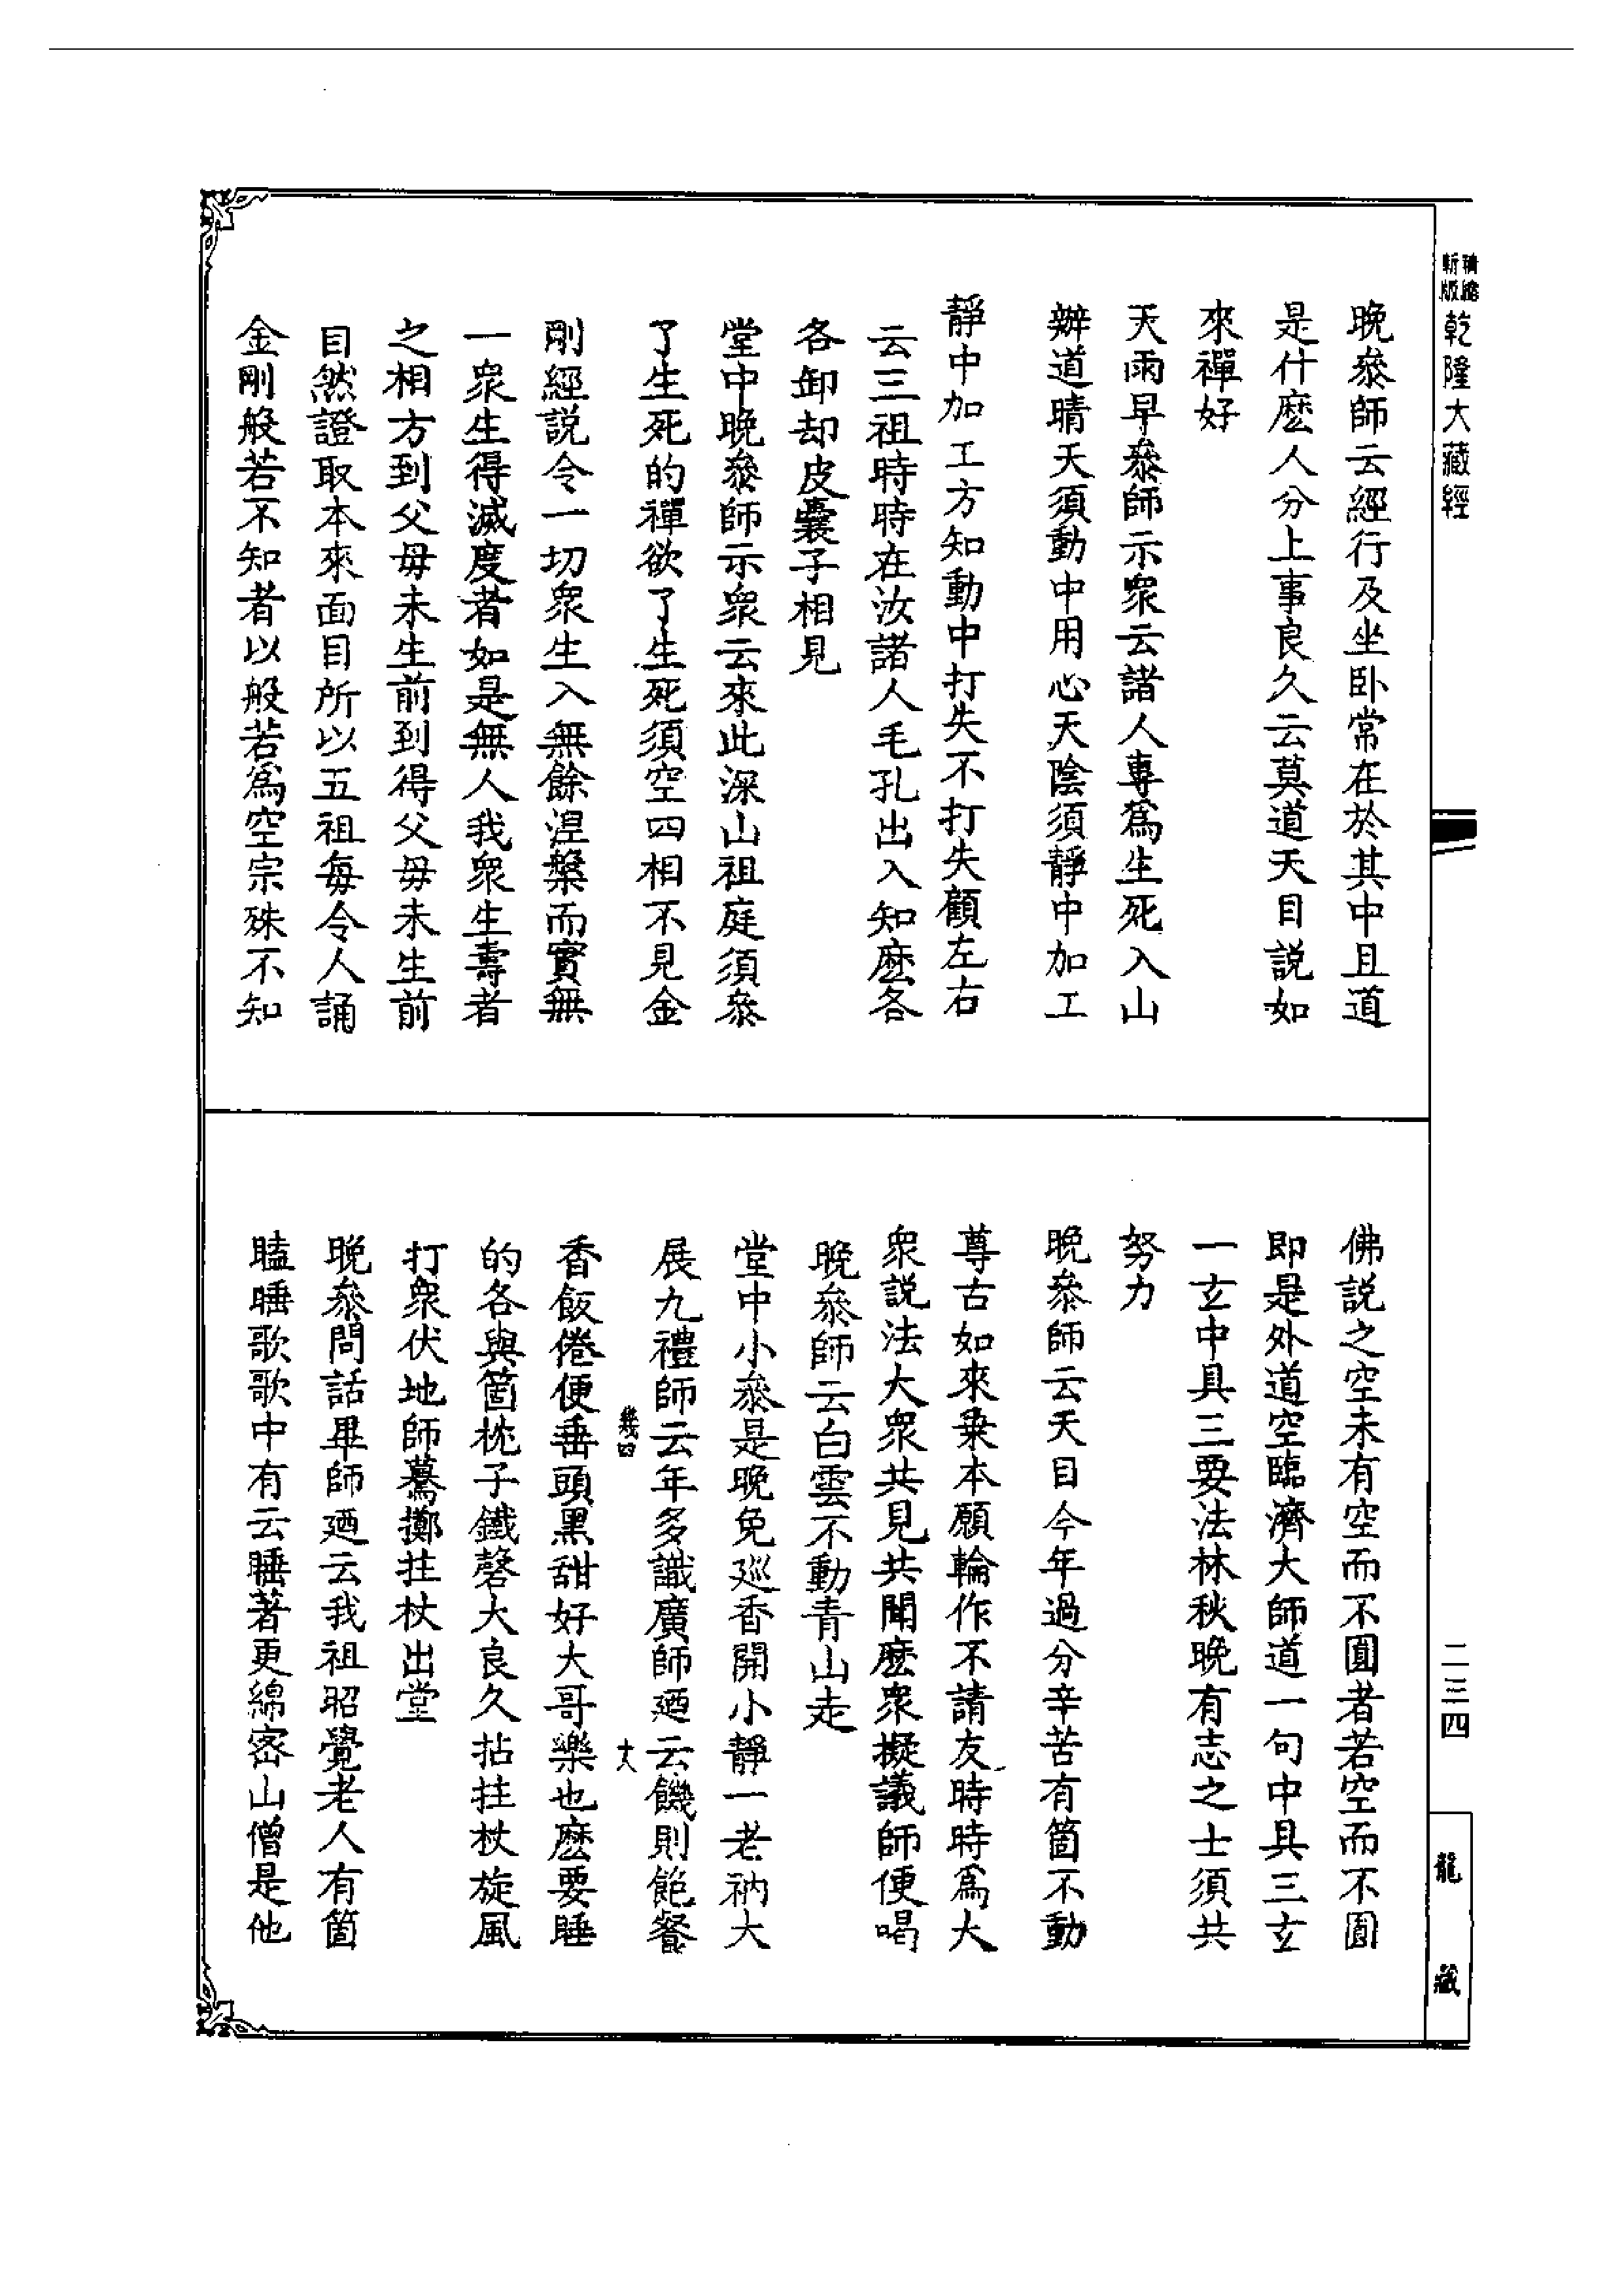 晚叅師云經行及坐卧常在於其中且道
是什麽人分上事良久云莫道天目説如
來禪好
天雨早叅師示衆云諸人專爲生死入山
辦道晴天須動中用心天陰須靜中加工
靜中加工方知動中打失不打失顧左右
云三祖時時在汝諸人毛孔出入知麽各
各卸却皮囊子相見
堂中晚叅師示衆云來此深山祖庭須叅
了生死的禪欲了生死須空四相不見金
剛經説令一切衆生入無餘涅槃而實無
一衆生得滅度者如是無人我衆生壽者
之相方到父母未生前到得父母未生前
自然證取本來面目所以五祖每令人誦
金剛般若不知者以般若爲空宗殊不知
佛説之空未有空而不圓者若空而不圓
即是外道空臨濟大師道一句中具三玄
一玄中具三要法林秋晚有志之士須共
努力
晚叅師云天目今年過分辛苦有箇不動
尊古如來乗本願輪作不請友時時爲大
衆説法大衆共見共聞麽衆擬議師便喝
晚叅師云白雲不動青山走
堂中小叅是晚免巡香開小靜一老衲大
展九禮師云年多識廣師廼云饑則飽餐
香飯倦便垂頭黑甜好大哥樂也麽要睡
的各與箇枕子鐵磬大良久拈拄杖旋風
打衆伏地師驀擲拄杖出堂
晚叅問話畢師廼云我祖昭覺老人有箇
瞌睡歌歌中有云睡著更綿密山僧是他
幾四
十八
精縮
新版
乾隆大藏經
二三四
龍藏